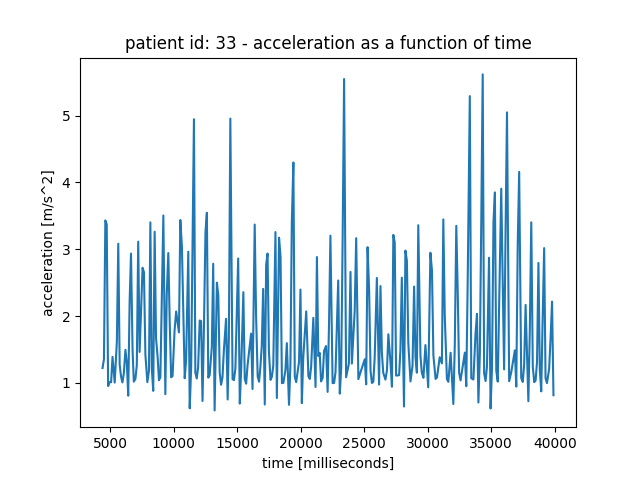 patient id: 33 - acceleration as a function of time
acceleration [m/s^2]
5
4
3
2
1
5000 10000 15000 20000 25000 30000 35000 40000
time [milliseconds]